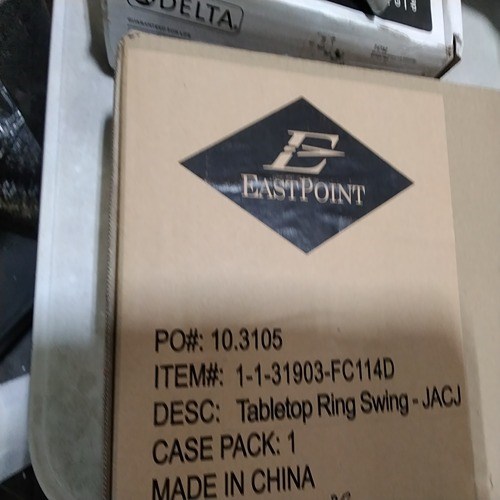 DELTA
E
EASTPOINT
PO#: 10.3105
ITEM#: 1-1-31903-FC114D
DESC: Tabletop Ring Swing - JACJ
CASE PACK: 1
MADE IN CHINA